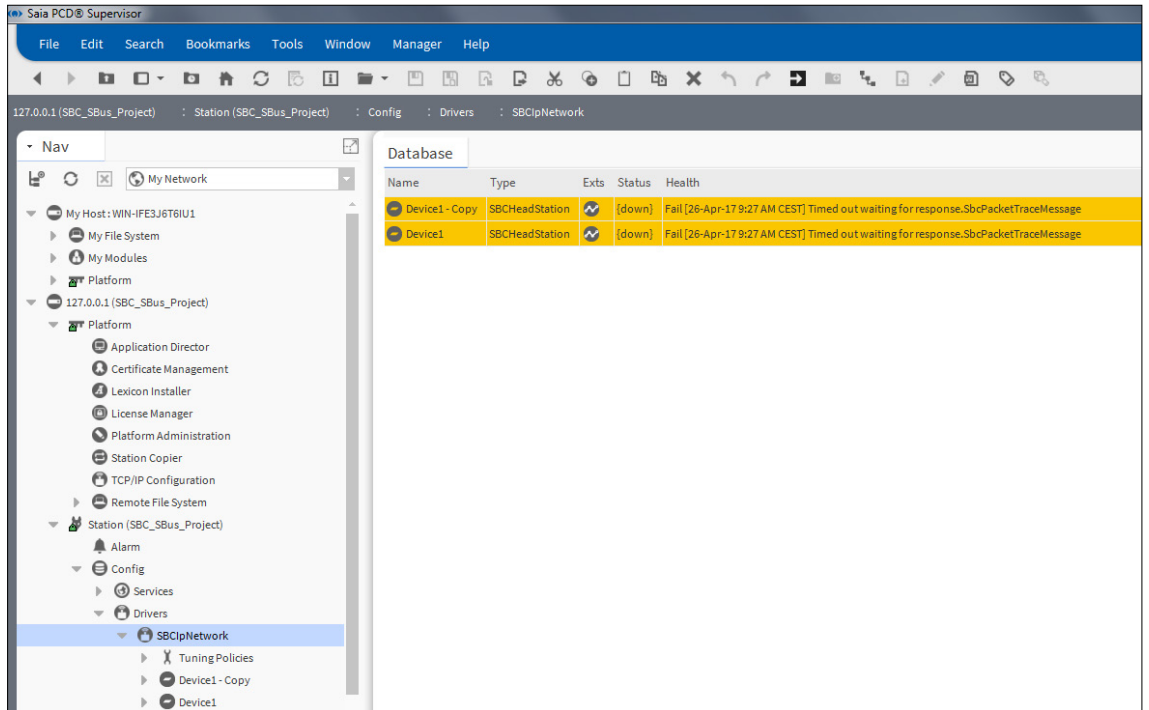 Saia PCD® Supervisor
File Edit Search Bookmarks Tools Window Manager Help
127.0.0.1 (SBC_SBus_Project) : Station (SBC_SBus_Project) : Config : Drivers : SBCIpNetwork
Nav
My Network
My Host : WIN-IFE3J6T6IU1
My File System
My Modules
Platform
127.0.0.1 (SBC_SBus_Project)
Platform
Application Director
Certificate Management
Lexicon Installer
License Manager
Platform Administration
Station Copier
TCP/IP Configuration
Remote File System
Station (SBC_SBus_Project)
Alarm
Config
Services
Drivers
SBCIpNetwork
Tuning Policies
Device1 - Copy
Device1
Database
Name Type Exts Status Health
Device1 - Copy SBCHeadStation {down} Fail [26-Apr-17 9:27 AM CEST] Timed out waiting for response.SbcPacketTraceMessage
Device1 SBCHeadStation {down} Fail [26-Apr-17 9:27 AM CEST] Timed out waiting for response.SbcPacketTraceMessage